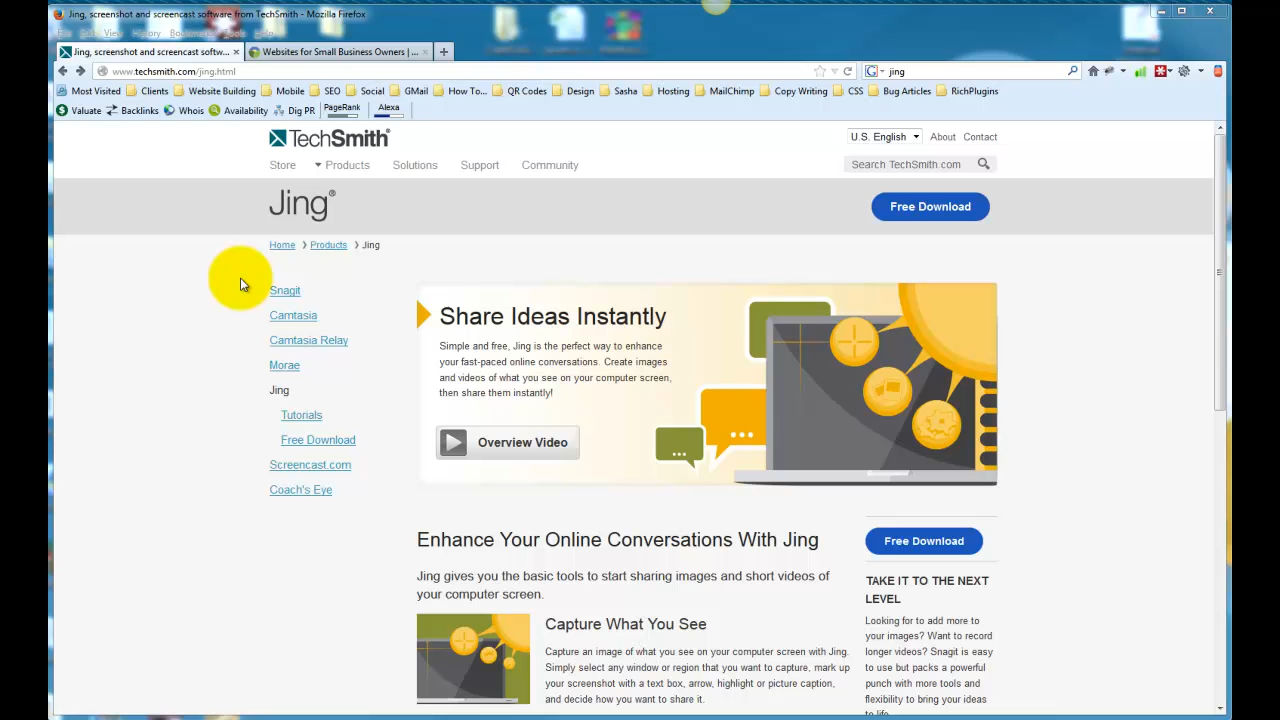 Jing, screenshot and screencast software from TechSmith - Mozilla Firefox
File Edit View History Bookmarks Tools Help
Jing, screenshot and screencast softw... ×
Websites for Small Business Owners | ... ×
www.techsmith.com/jing.html
jing
Most Visited Clients Website Building Mobile SEO Social GMail How To... QR Codes Design Sasha Hosting MailChimp Copy Writing CSS Bug Articles RichPlugins
Valuate Backlinks Whois Availability Dig PR PageRank Alexa
TechSmith®
U.S. English About Contact
Store Products Solutions Support Community
Search TechSmith.com
Jing®
Free Download
Home Products Jing
Snagit
Camtasia
Camtasia Relay
Morae
Jing
Tutorials
Free Download
Screencast.com
Coach's Eye
Share Ideas Instantly
Simple and free, Jing is the perfect way to enhance
your fast-paced online conversations. Create images
and videos of what you see on your computer screen,
then share them instantly!
Overview Video
Enhance Your Online Conversations With Jing
Jing gives you the basic tools to start sharing images and short videos of
your computer screen.
Capture What You See
Capture an image of what you see on your computer screen with Jing.
Simply select any window or region that you want to capture, mark up
your screenshot with a text box, arrow, highlight or picture caption,
and decide how you want to share it.
Free Download
TAKE IT TO THE NEXT
LEVEL
Looking for to add more to
your images? Want to record
longer videos? Snagit is easy
to use but packs a powerful
punch with more tools and
flexibility to bring your ideas
to life.